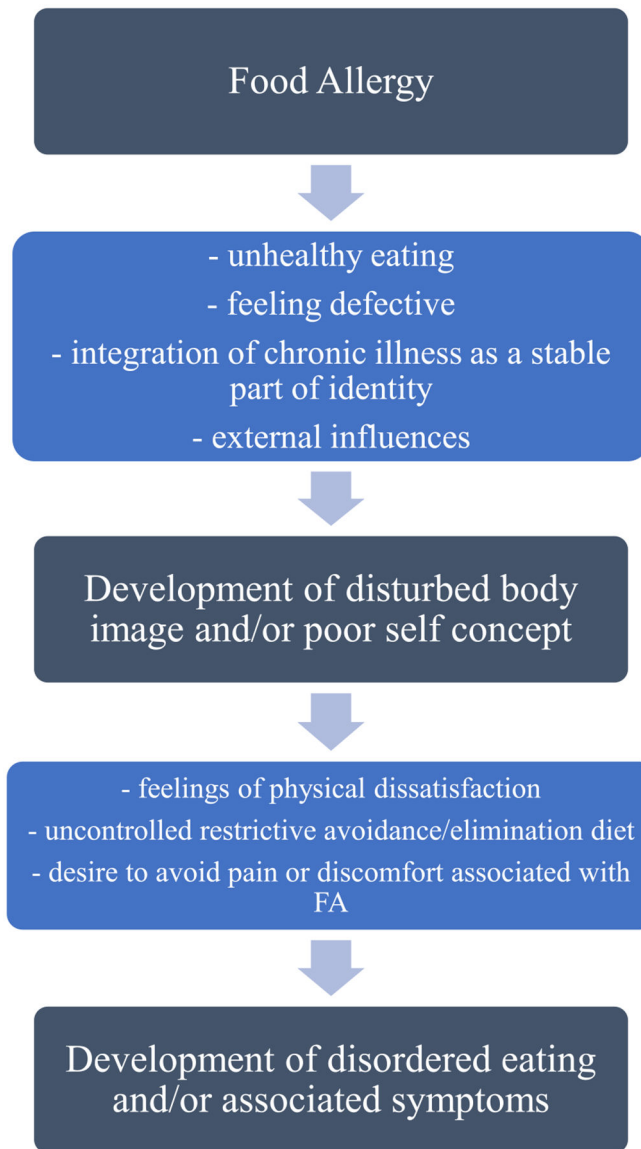 Food Allergy
- unhealthy eating
- feeling defective
- integration of chronic illness as a stable
part of identity
- external influences
Development of disturbed body
image and/or poor self concept
- feelings of physical dissatisfaction
- uncontrolled restrictive avoidance/elimination diet
- desire to avoid pain or discomfort associated with
FA
Development of disordered eating
and/or associated symptoms